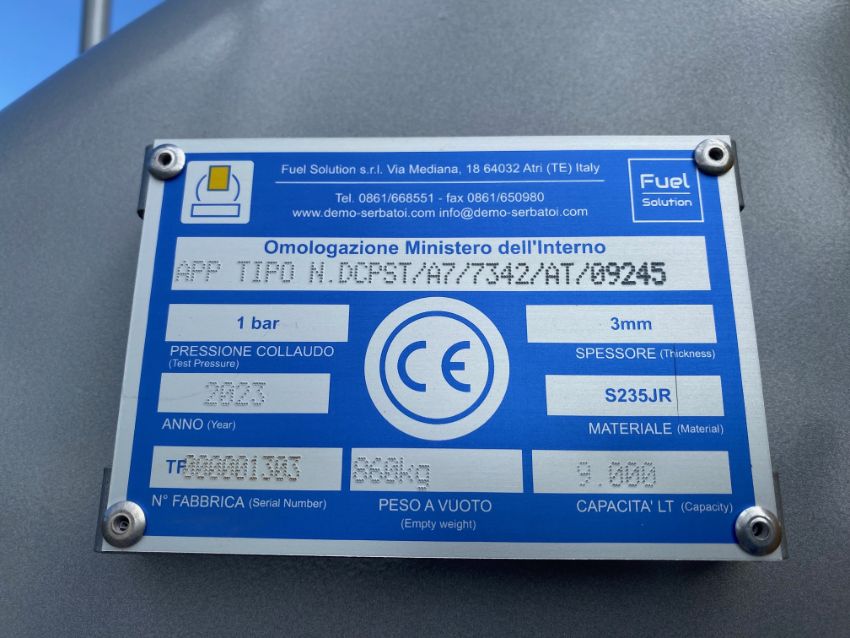 Fuel Solution s.r.l. Via Mediana, 18 64032 Atri (TE) Italy
Tel. 0861/668551 - fax 0861/650980
www.demo-serbatoi.com info@demo-serbatoi.com
Fuel
Solution
Omologazione Ministero dell'Interno
APP TIPO N.DCPST/A7/7342/AT/09245
1 bar
PRESSIONE COLLAUDO
(Test Pressure)
CE
3mm
SPESSORE (Thickness)
2023
ANNO (Year)
S235JR
MATERIALE (Material)
TF000001303
N° FABBRICA (Serial Number)
860kg
PESO A VUOTO
(Empty weight)
9.000
CAPACITA' LT (Capacity)